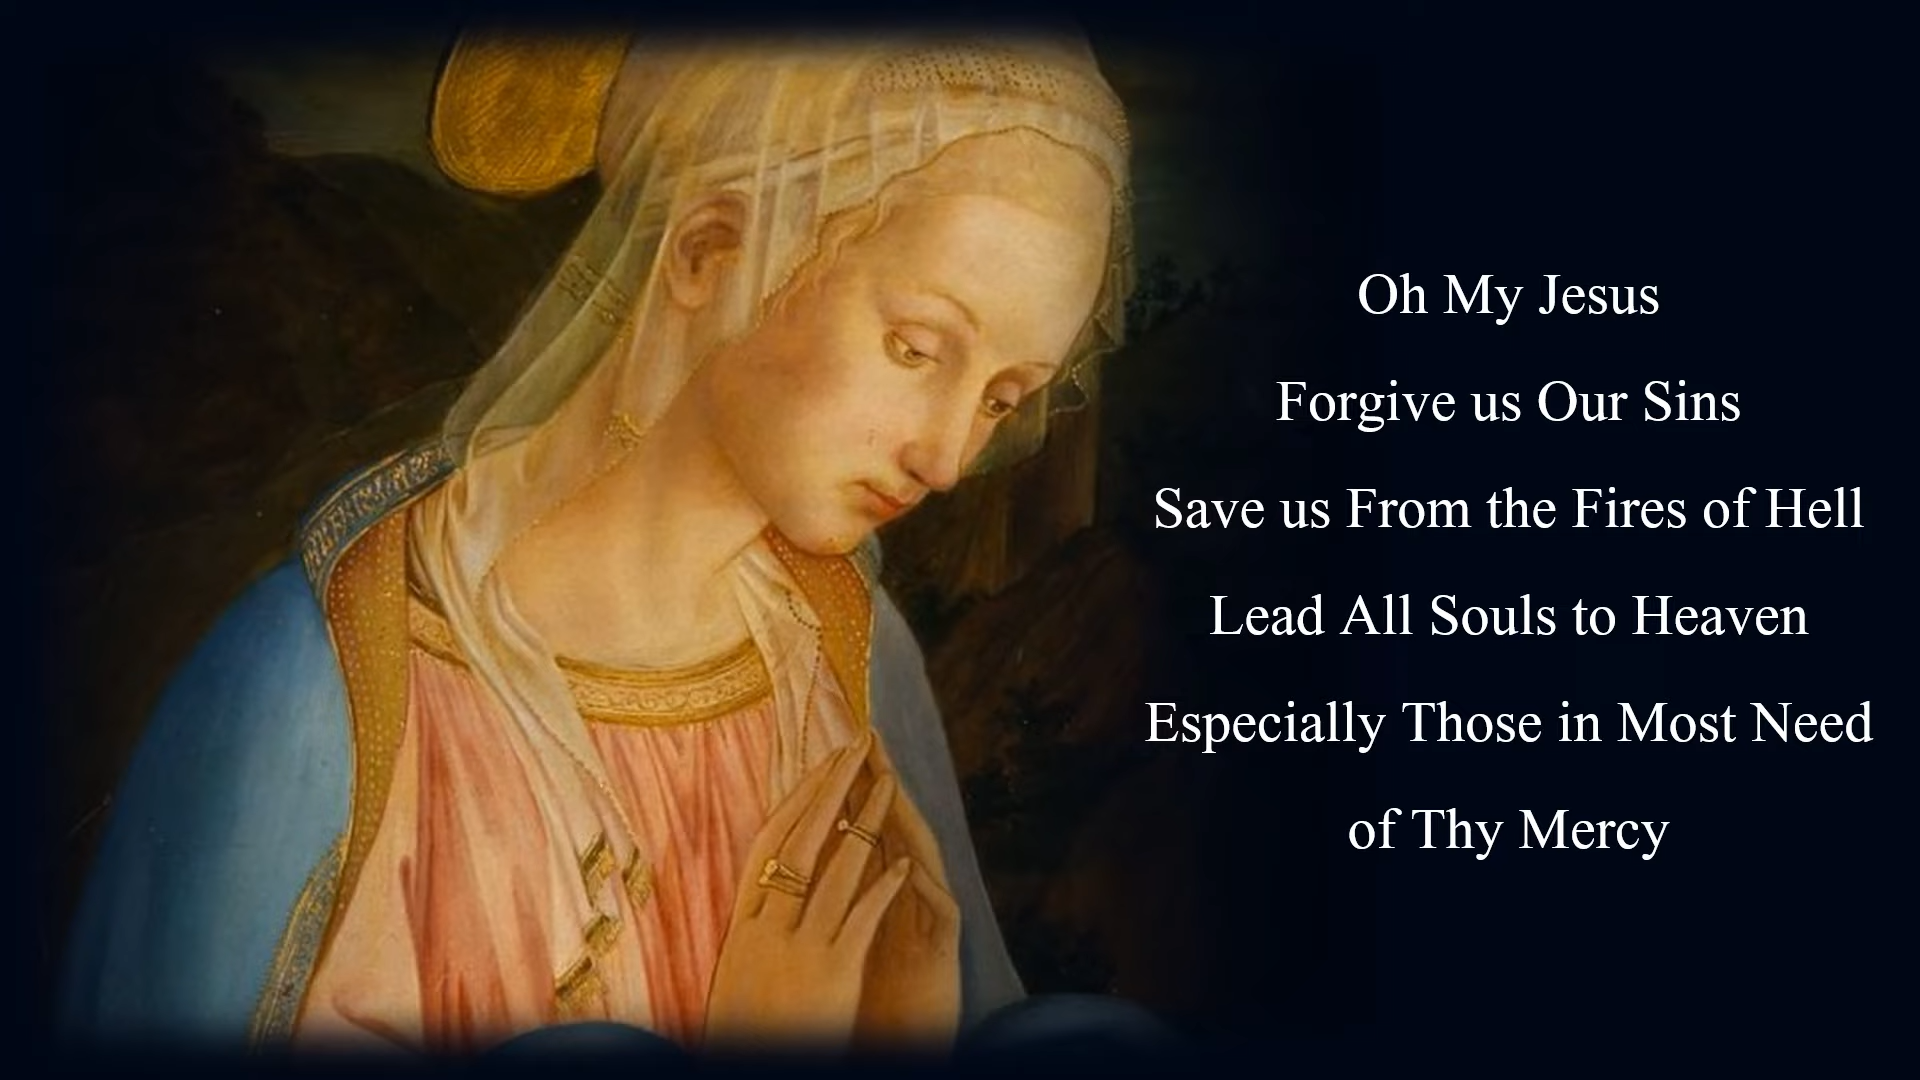 Oh My Jesus
Forgive us Our Sins
Save us From the Fires of Hell
Lead All Souls to Heaven
Especially Those in Most Need
of Thy Mercy